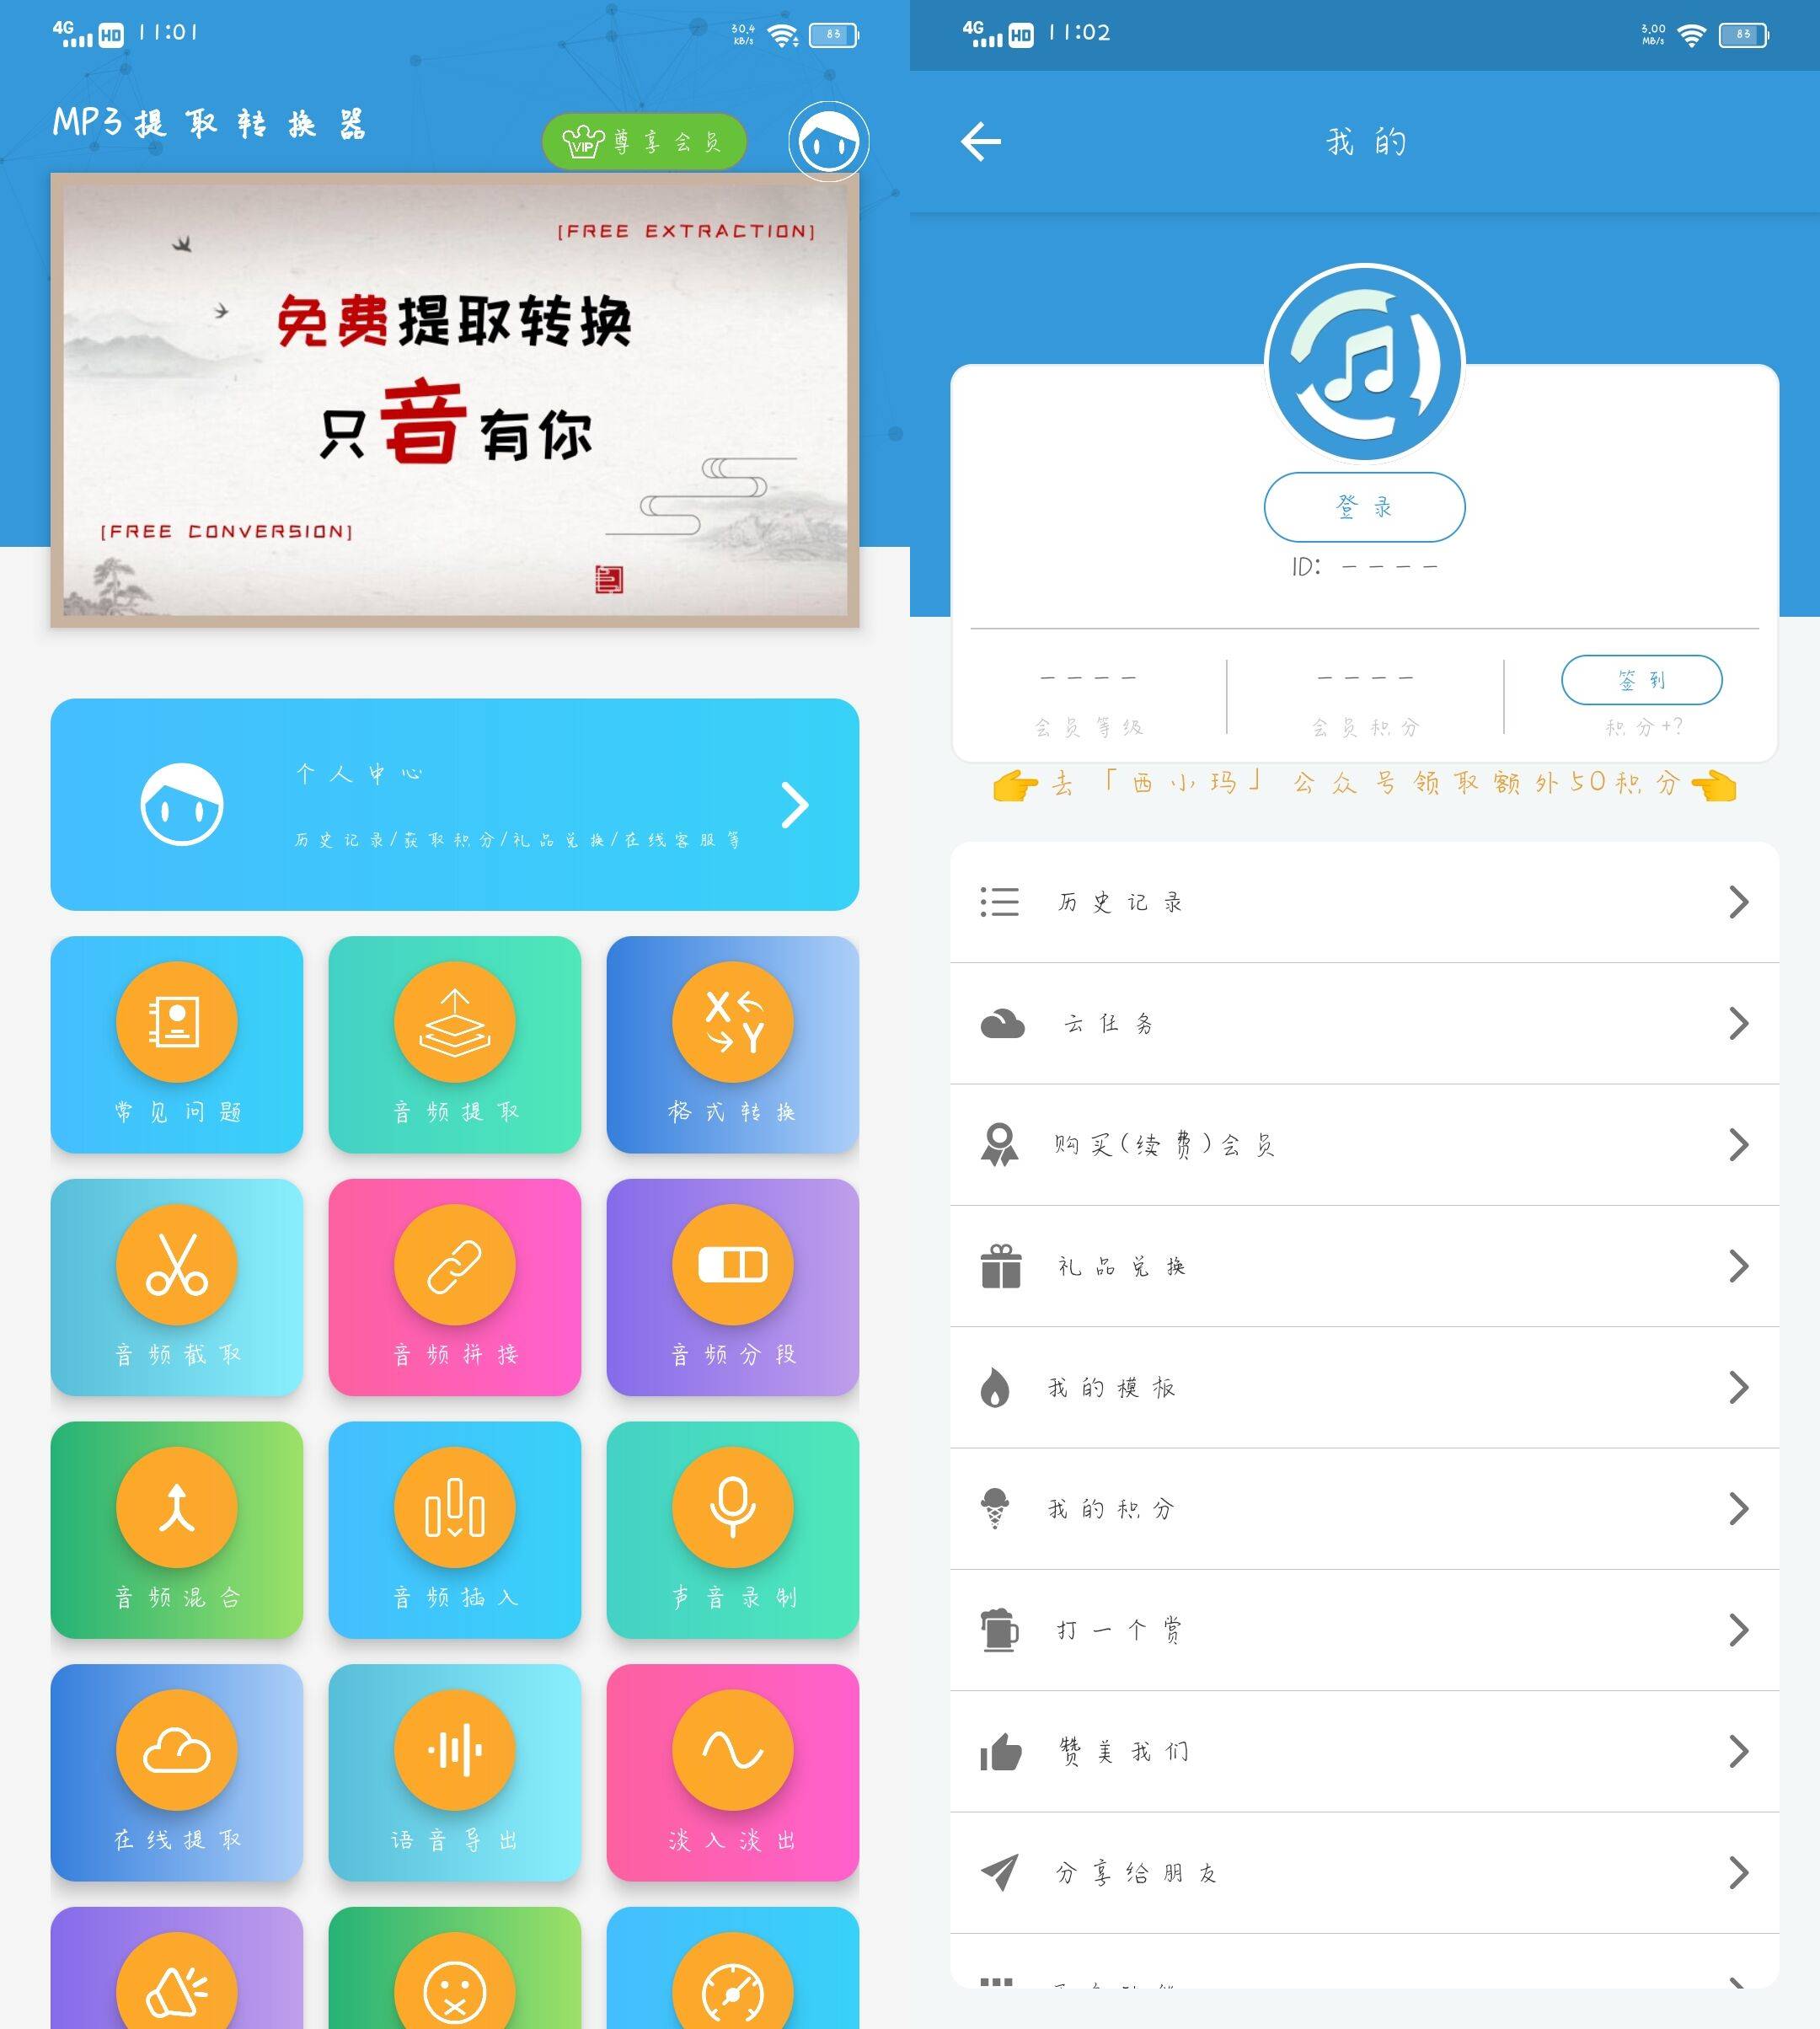 4G HD 11:01
30.4 KB/s
83
MP3提取转换器
VIP 尊享会员
[FREE EXTRACTION]
免费提取转换
只音有你
[FREE CONVERSION]
个人中心
历史记录/获取积分/礼品兑换/在线客服等
常见问题
音频提取
X Y
格式转换
音频截取
音频拼接
音频分段
音频混合
音频插入
声音录制
在线提取
语音导出
淡入淡出
4G HD 11:02
3.00 MB/s
83
我的
登录
ID: ----
----
----
签到
会员等级
会员积分
积分+?
去「西小玛」公众号领取额外50积分
历史记录
云任务
购买(续费)会员
礼品兑换
我的模板
我的积分
打一个赏
赞美我们
分享给朋友